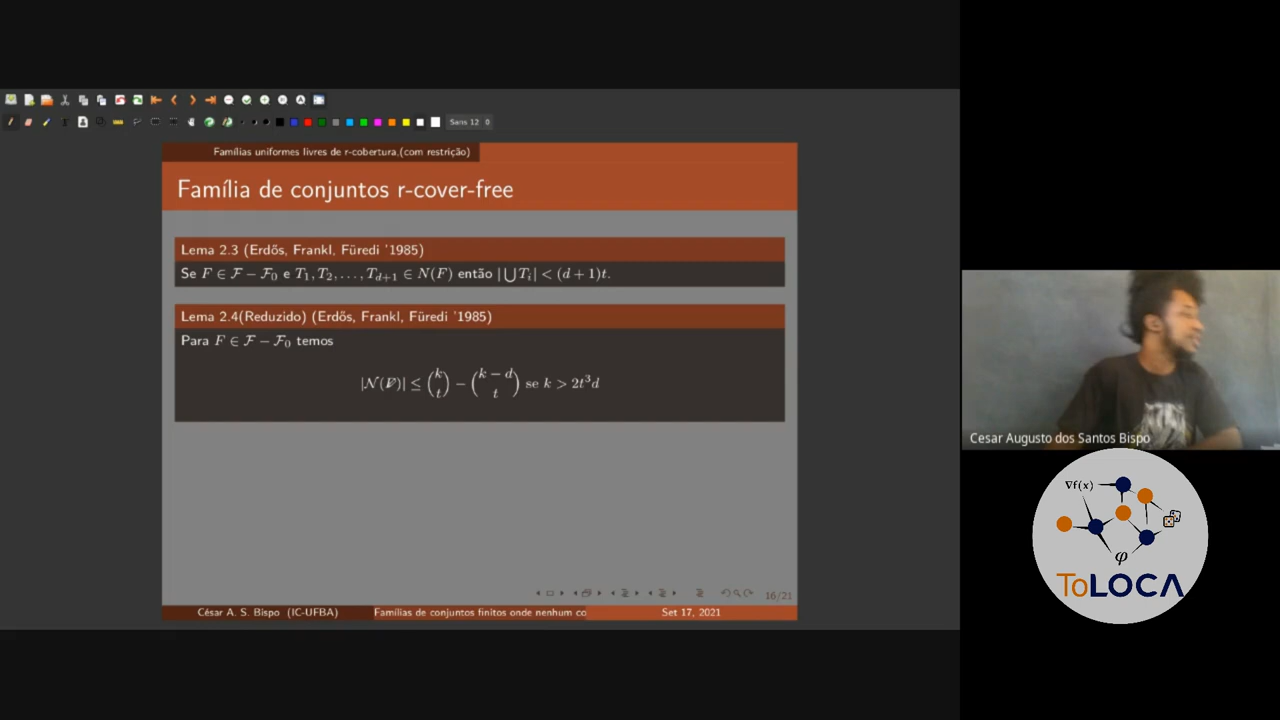 Sans 12
Famílias uniformes livres de r-cobertura,(com restrição)
Família de conjuntos r-cover-free
Lema 2.3 (Erdős, Frankl, Füredi '1985)
Se F ∈ ℱ − ℱ₀ e T₁, T₂, . . . , T_{d+1} ∈ N(F) então |⋃ Tᵢ| < (d + 1)t.
Lema 2.4(Reduzido) (Erdős, Frankl, Füredi '1985)
Para F ∈ ℱ − ℱ₀ temos
|𝒩(F)| ≤ (k t) − (k − d t) se k > 2t³d
16/21
César A. S. Bispo (IC-UFBA) Famílias de conjuntos finitos onde nenhum co Set 17, 2021
Cesar Augusto dos Santos Bispo
∇f(x)
φ
ToLOCA